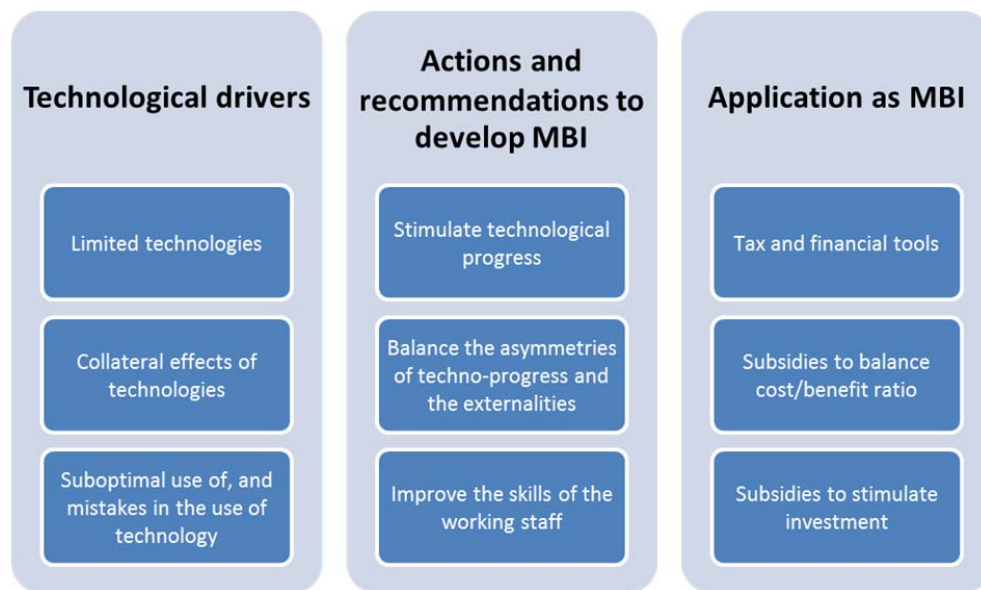 Technological drivers
Limited technologies
Collateral effects of
technologies
Suboptimal use of, and
mistakes in the use of
technology
Actions and
recommendations to
develop MBI
Stimulate technological
progress
Balance the asymmetries
of techno-progress and
the externalities
Improve the skills of the
working staff
Application as MBI
Tax and financial tools
Subsidies to balance
cost/benefit ratio
Subsidies to stimulate
investment